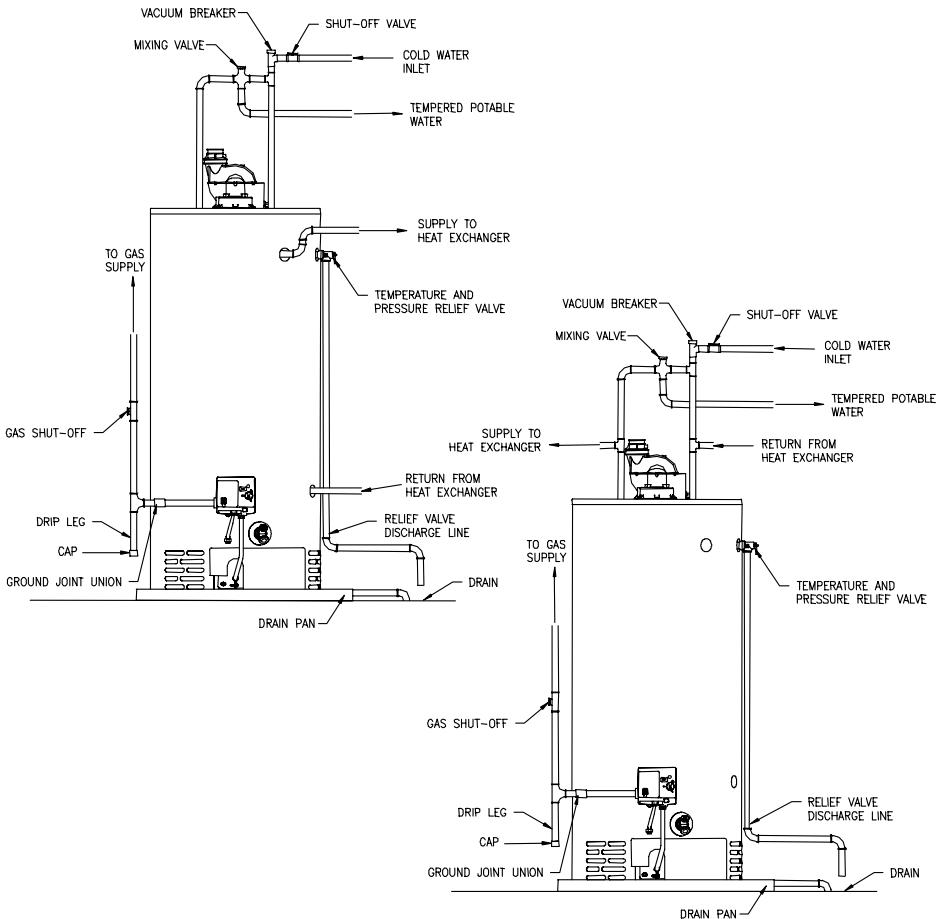 VACUUM BREAKER
SHUT-OFF VALVE
MIXING VALVE
COLD WATER
INLET
TEMPERED POTABLE
WATER
SUPPLY TO
HEAT EXCHANGER
TO GAS
SUPPLY
TEMPERATURE AND
PRESSURE RELIEF VALVE
GAS SHUT-OFF
RETURN FROM
HEAT EXCHANGER
DRIP LEG
RELIEF VALVE
DISCHARGE LINE
CAP
GROUND JOINT UNION
DRAIN
DRAIN PAN
VACUUM BREAKER
SHUT-OFF VALVE
MIXING VALVE
COLD WATER
INLET
TEMPERED POTABLE
WATER
SUPPLY TO
HEAT EXCHANGER
RETURN FROM
HEAT EXCHANGER
TO GAS
SUPPLY
TEMPERATURE AND
PRESSURE RELIEF VALVE
GAS SHUT-OFF
DRIP LEG
RELIEF VALVE
DISCHARGE LINE
CAP
GROUND JOINT UNION
DRAIN
DRAIN PAN